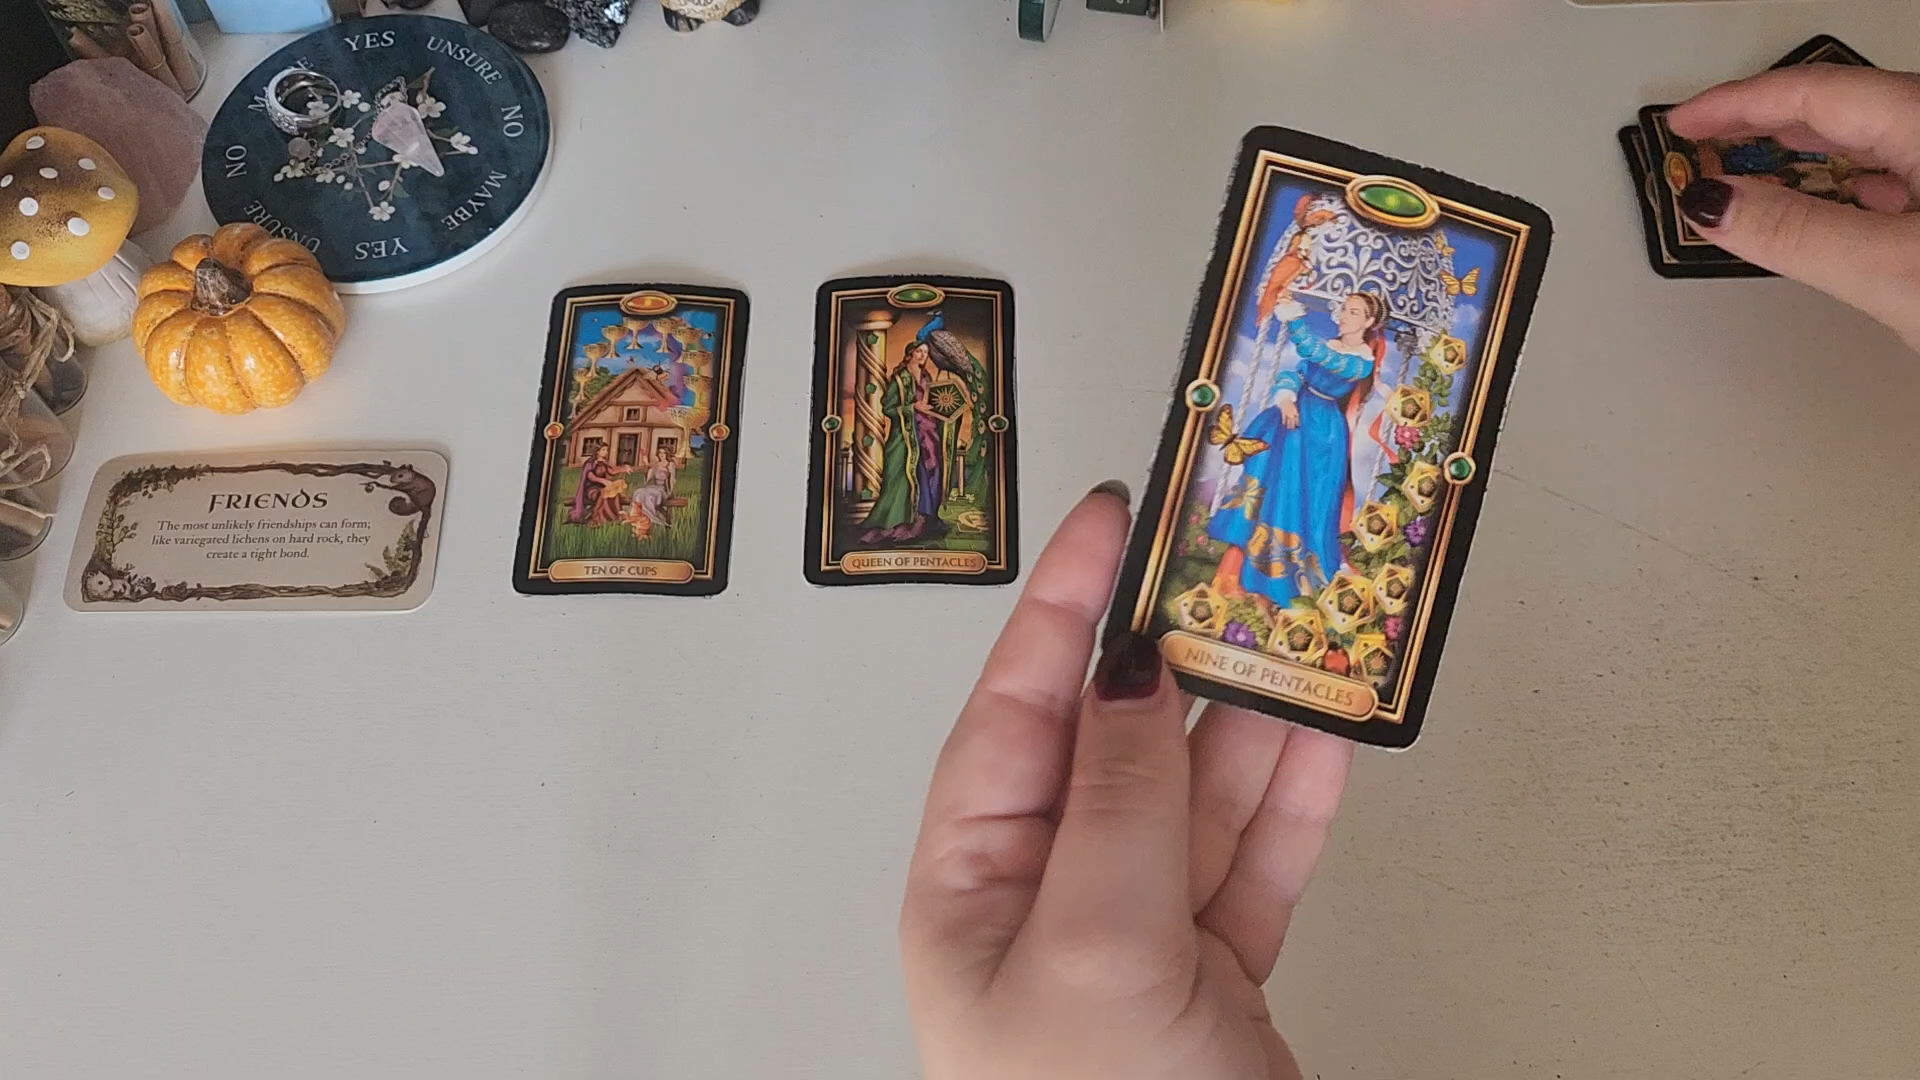 YES
UNSURE
NO
MAYBE
YES
UNSURE
NO
FRIENDS
The most unlikely friendships can form;
like variegated lichens on hard rock, they
create a tight bond.
TEN OF CUPS
QUEEN OF PENTACLES
NINE OF PENTACLES